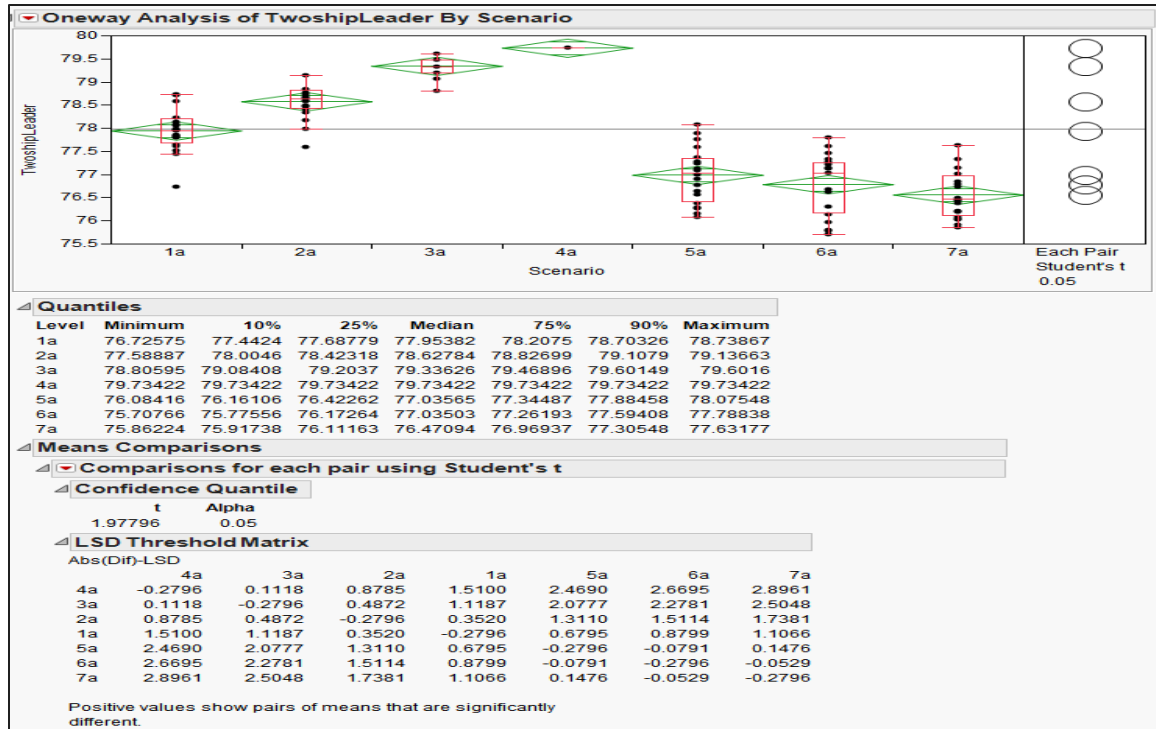 Oneway Analysis of TwoshipLeader By Scenario
80
79.5
79
78.5
78
77.5
77
76.5
76
75.5
TwoshipLeader
1a 2a 3a 4a 5a 6a 7a
Scenario
Each Pair
Student's t
0.05
Quantiles
Level Minimum 10% 25% Median 75% 90% Maximum
1a 76.72575 77.4424 77.68779 77.95382 78.2075 78.70326 78.73867
2a 77.58887 78.0046 78.42318 78.62784 78.82699 79.1079 79.13663
3a 78.80595 79.08408 79.2037 79.33626 79.46896 79.60149 79.6016
4a 79.73422 79.73422 79.73422 79.73422 79.73422 79.73422 79.73422
5a 76.08416 76.16106 76.42262 77.03565 77.34487 77.88458 78.07548
6a 75.70766 75.77556 76.17264 77.03503 77.26193 77.59408 77.78838
7a 75.86224 75.91738 76.11163 76.47094 76.96937 77.30548 77.63177
Means Comparisons
Comparisons for each pair using Student's t
Confidence Quantile
t Alpha
1.97796 0.05
LSD Threshold Matrix
Abs(Dif)-LSD
4a 3a 2a 1a 5a 6a 7a
4a -0.2796 0.1118 0.8785 1.5100 2.4690 2.6695 2.8961
3a 0.1118 -0.2796 0.4872 1.1187 2.0777 2.2781 2.5048
2a 0.8785 0.4872 -0.2796 0.3520 1.3110 1.5114 1.7381
1a 1.5100 1.1187 0.3520 -0.2796 0.6795 0.8799 1.1066
5a 2.4690 2.0777 1.3110 0.6795 -0.2796 -0.0791 0.1476
6a 2.6695 2.2781 1.5114 0.8799 -0.0791 -0.2796 -0.0529
7a 2.8961 2.5048 1.7381 1.1066 0.1476 -0.0529 -0.2796
Positive values show pairs of means that are significantly
different.